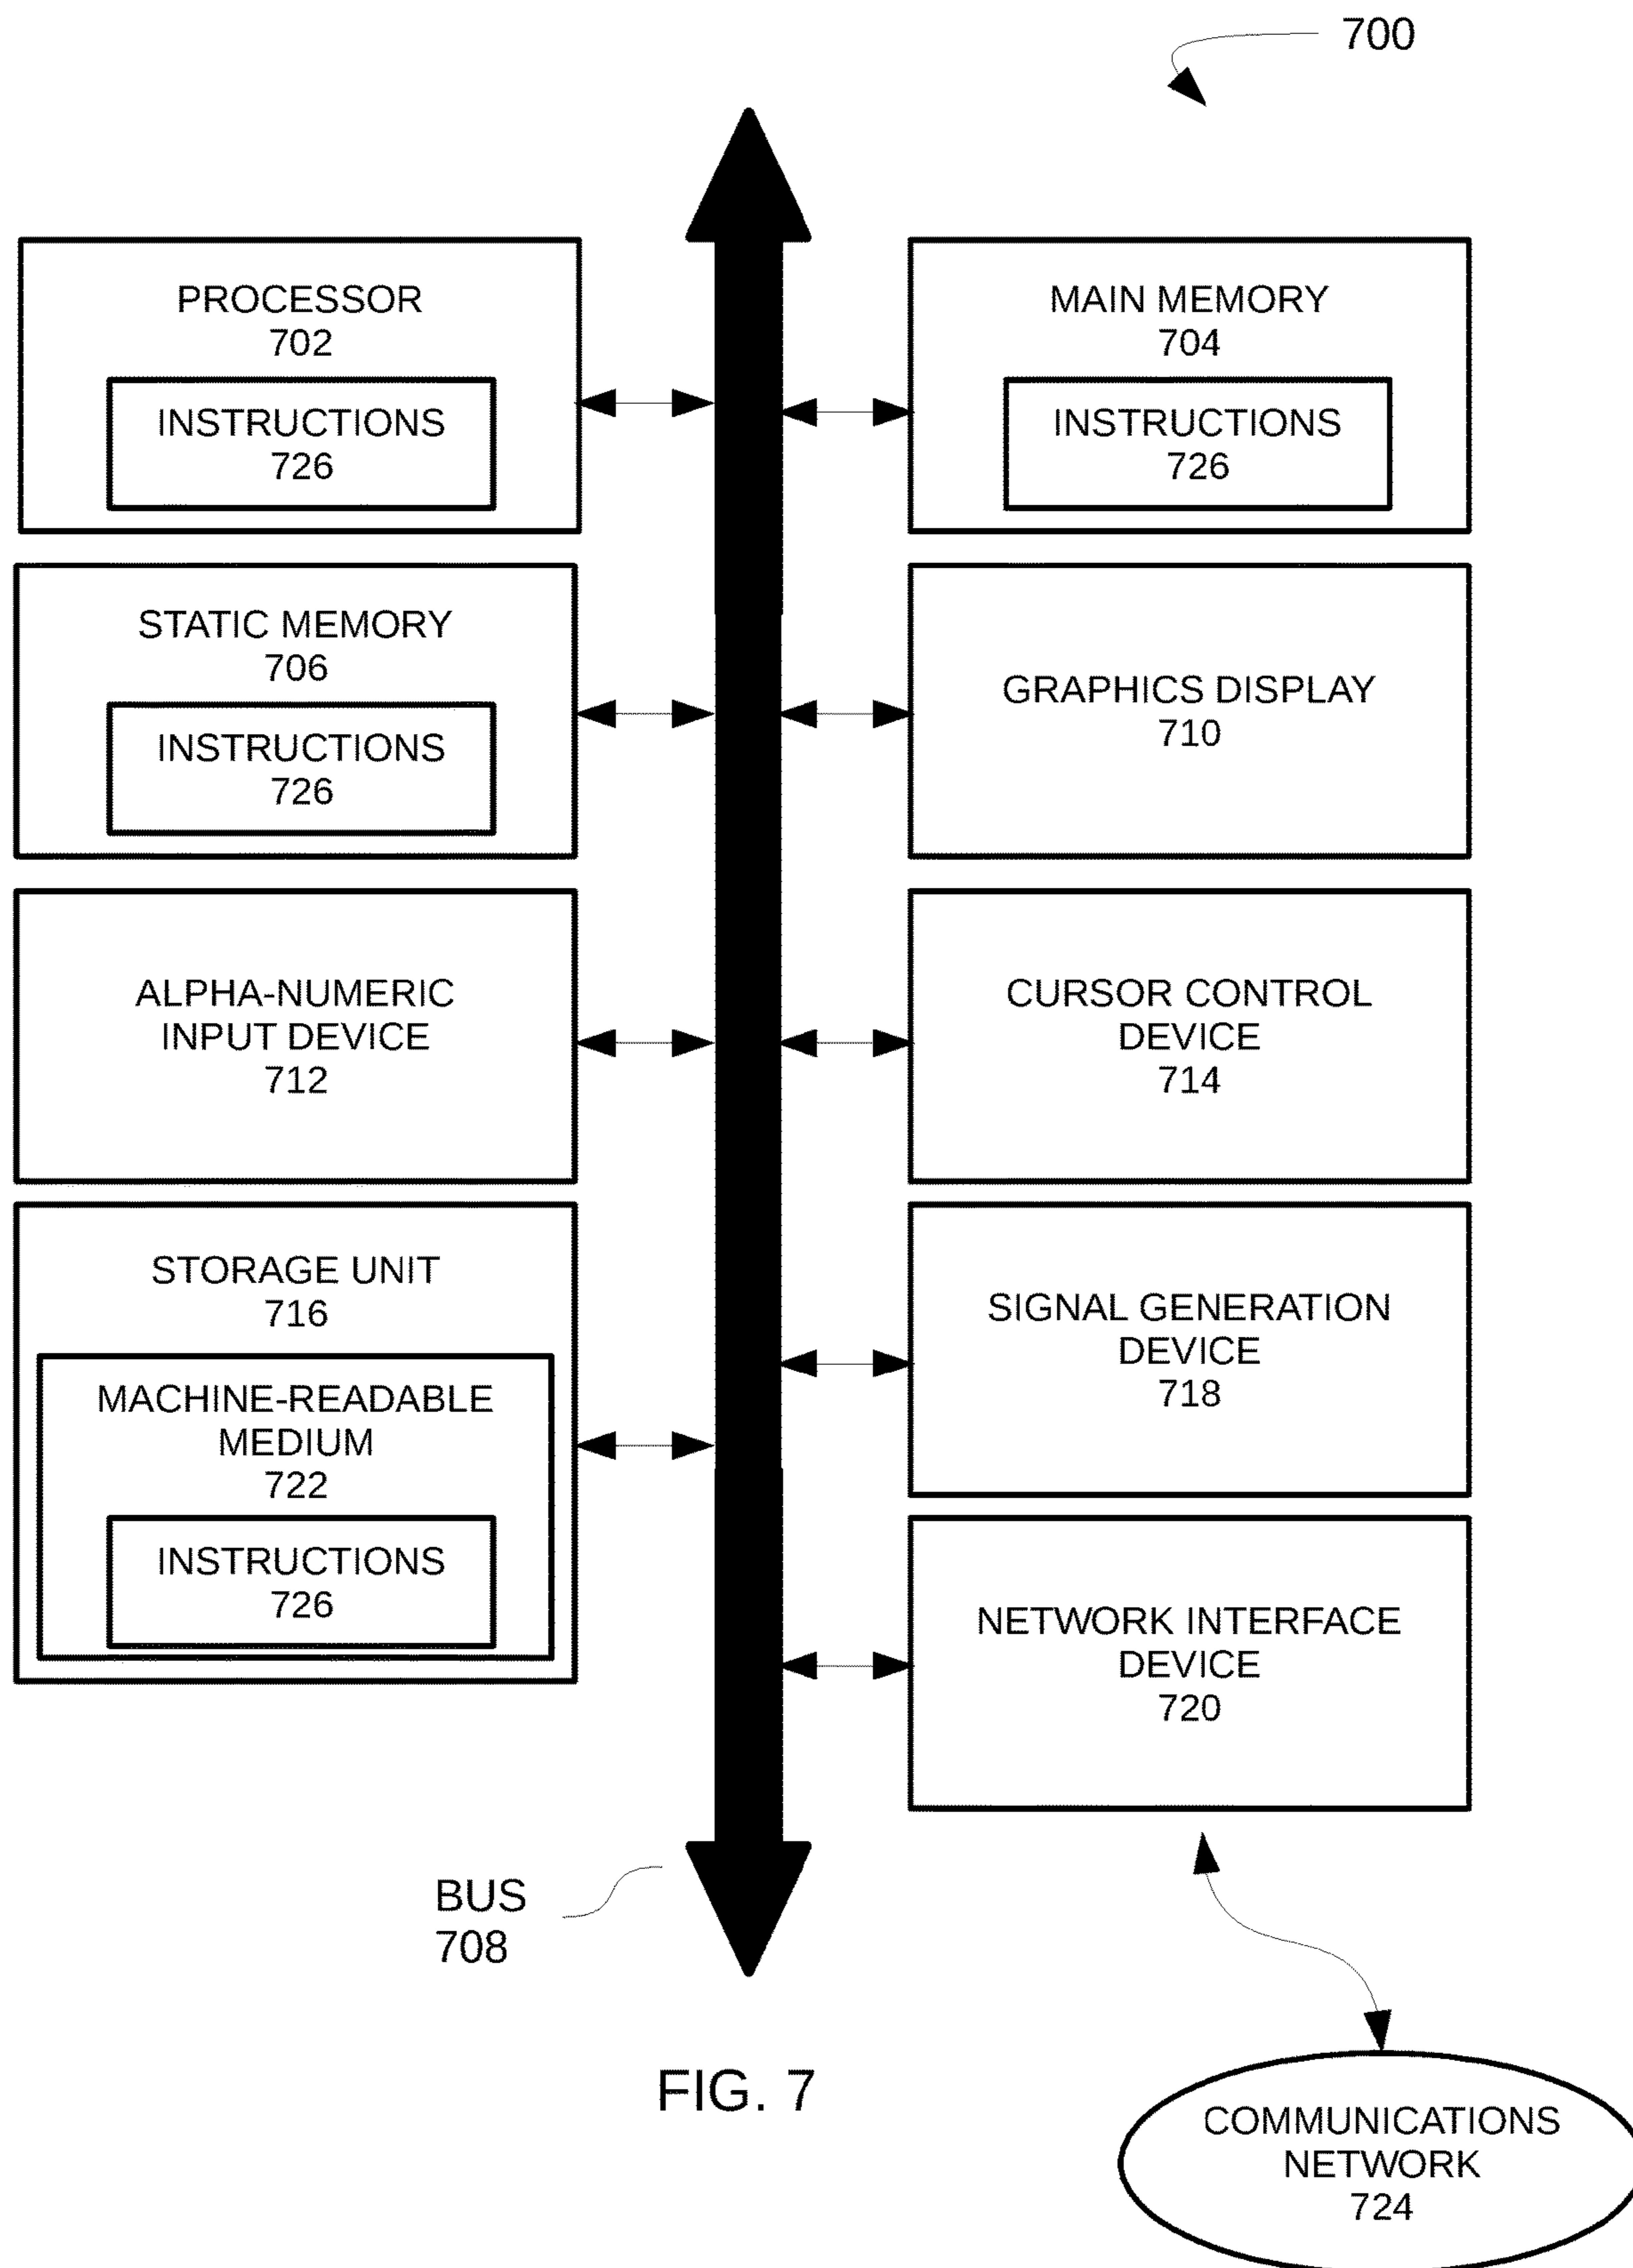 700
PROCESSOR
702
INSTRUCTIONS
726
MAIN MEMORY
704
INSTRUCTIONS
726
STATIC MEMORY
706
INSTRUCTIONS
726
GRAPHICS DISPLAY
710
ALPHA-NUMERIC
INPUT DEVICE
712
CURSOR CONTROL
DEVICE
714
STORAGE UNIT
716
MACHINE-READABLE
MEDIUM
722
INSTRUCTIONS
726
SIGNAL GENERATION
DEVICE
718
NETWORK INTERFACE
DEVICE
720
BUS
708
FIG. 7
COMMUNICATIONS
NETWORK
724